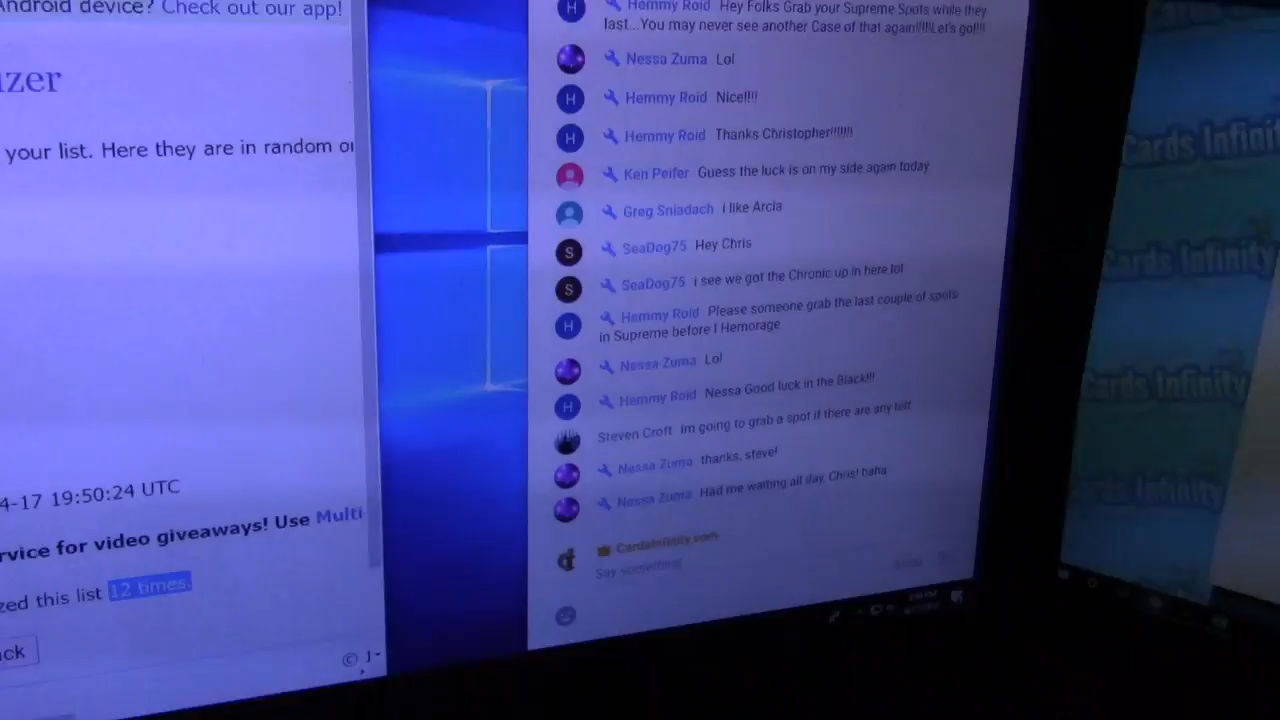 Android device? Check out our app!
izer
your list. Here they are in random or
4-17 19:50:24 UTC
rvice for video giveaways! Use Multi-
zed this list 12 times.
ack
©
Hemmy Roid Hey Folks Grab your Supreme Spots while they
last...You may never see another Case of that again!!!!!Let's go!!!!
Nessa Zuma Lol
H Hemmy Roid Nice!!!!
H Hemmy Roid Thanks Christopher!!!!!!!
Ken Peifer Guess the luck is on my side again today
Greg Sniadach i like Arcia
S SeaDog75 Hey Chris
S SeaDog75 i see we got the Chronic up in here lol
H Hemmy Roid Please someone grab the last couple of spots
in Supreme before I Hemorage
Nessa Zuma Lol
H Hemmy Roid Nessa Good luck in the Black!!!
Steven Croft im going to grab a spot if there are any left
Nessa Zuma thanks, steve!
Nessa Zuma Had me waiting all day, Chris! haha
CardsInfinity.com
Say something
Cards Infinity
Cards Infinity
Cards Infinity
Cards Infinity